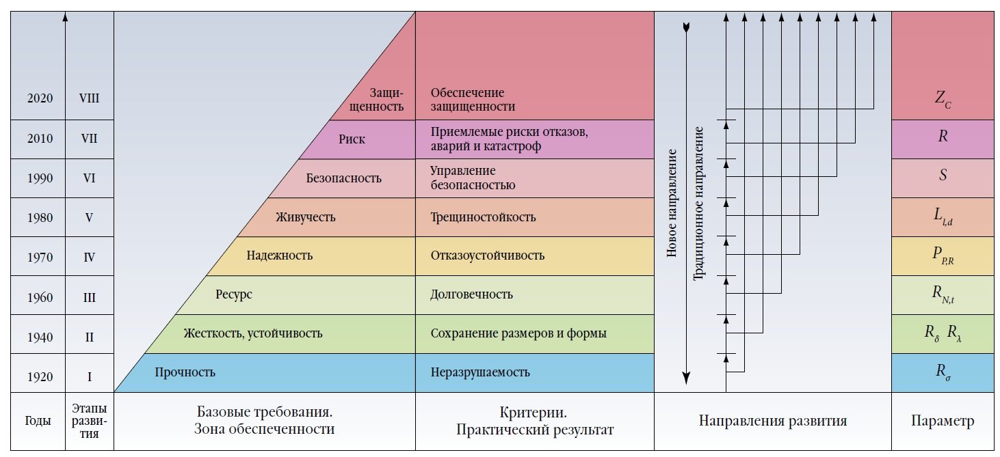 2020
VIII
Защи-
щенность
Обеспечение
защищенности
Z_C
2010
VII
Риск
Приемлемые риски отказов,
аварий и катастроф
R
1990
VI
Безопасность
Управление
безопасностью
S
1980
V
Живучесть
Трещиностойкость
L_l,d
1970
IV
Надежность
Отказоустойчивость
P_P,R
1960
III
Ресурс
Долговечность
R_N,t
1940
II
Жесткость, устойчивость
Сохранение размеров и формы
R_δ R_λ
1920
I
Прочность
Неразрушаемость
R_σ
Новое направление
Традиционное направление
Годы
Этапы
разви-
тия
Базовые требования.
Зона обеспеченности
Критерии.
Практический результат
Направления развития
Параметр